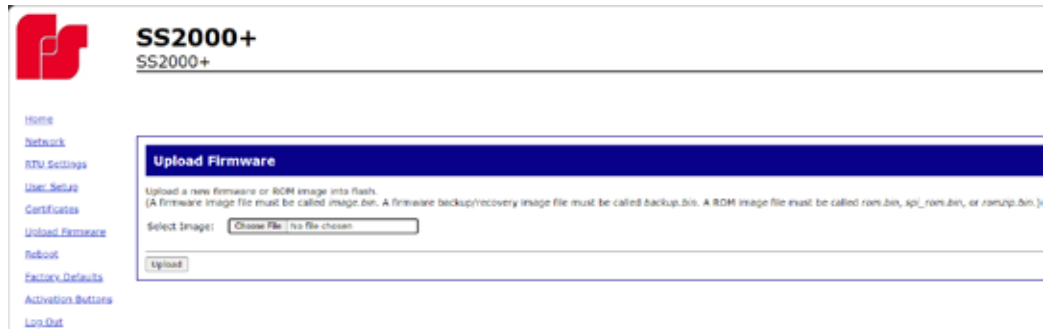 SS2000+
SS2000+
Home
Network
RTU Settings
User Setup
Certificates
Upload Firmware
Reboot
Factory Defaults
Activation Buttons
Log Out
Upload Firmware
Upload a new firmware or ROM image into flash.
(A firmware image file must be called image.bin. A firmware backup/recovery image file must be called backup.bin. A ROM image file must be called rom.bin, spi_rom.bin, or romzip.bin.)
Select Image: Choose File No file chosen
Upload